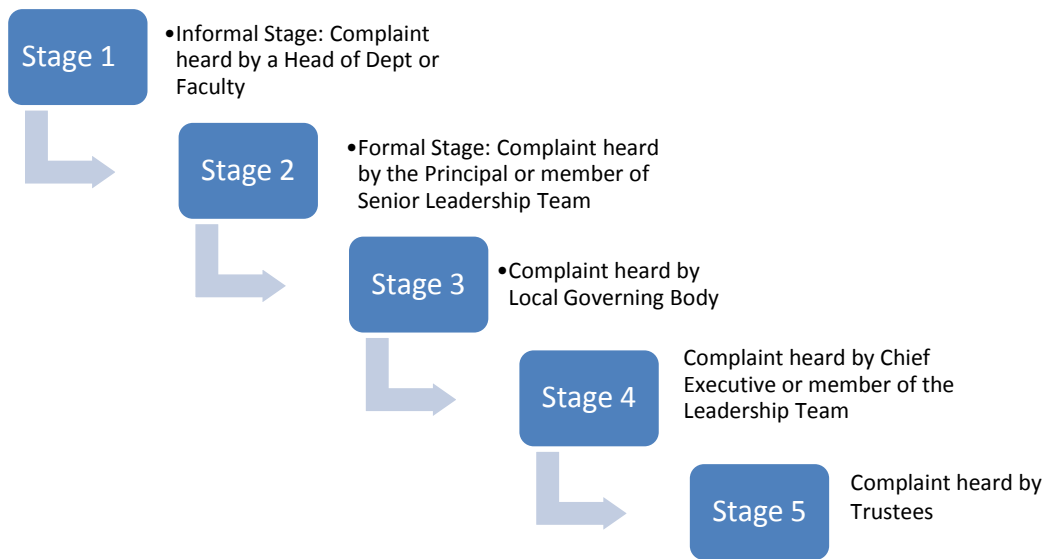 Stage 1
•Informal Stage: Complaint
heard by a Head of Dept or
Faculty
Stage 2
•Formal Stage: Complaint heard
by the Principal or member of
Senior Leadership Team
Stage 3
•Complaint heard by
Local Governing Body
Stage 4
Complaint heard by Chief
Executive or member of the
Leadership Team
Stage 5
Complaint heard by
Trustees